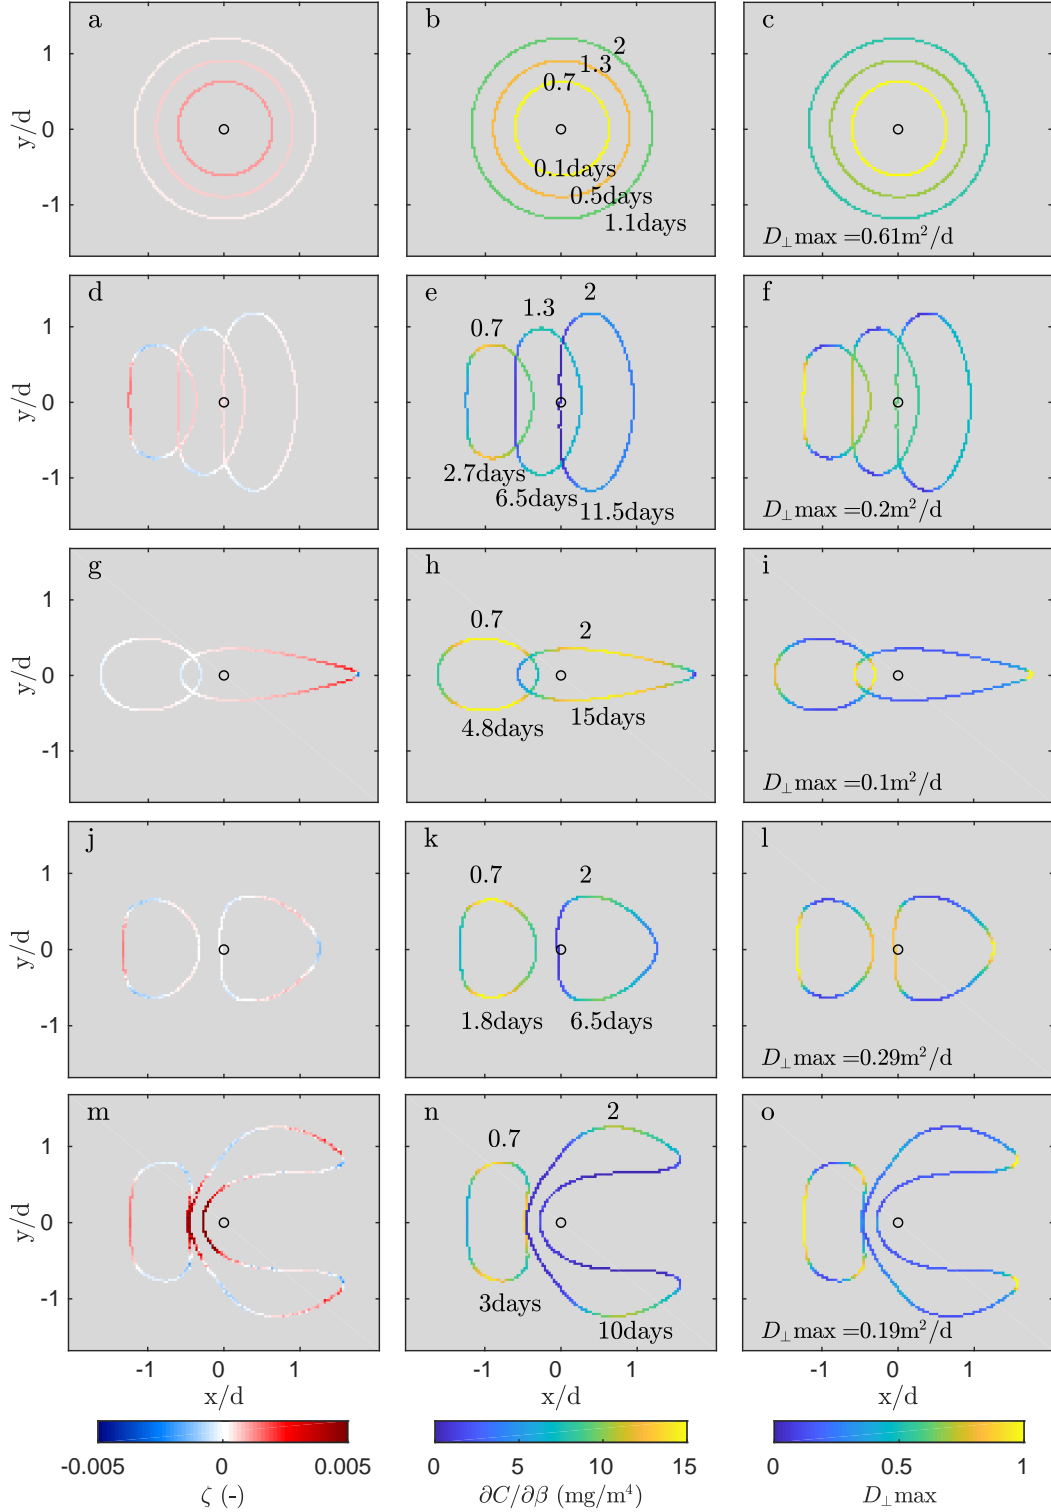 a
b
c
1
0
-1
y/d
2
1.3
0.7
0.1days
0.5days
1.1days
D⊥max =0.61m²/d
d
e
f
1
0
-1
y/d
0.7
1.3
2
2.7days
6.5days
11.5days
D⊥max =0.2m²/d
g
h
i
1
0
-1
y/d
0.7
2
4.8days
15days
D⊥max =0.1m²/d
j
k
l
1
0
-1
y/d
0.7
2
1.8days
6.5days
D⊥max =0.29m²/d
m
n
o
1
0
-1
y/d
0.7
2
3days
10days
D⊥max =0.19m²/d
-1 0 1
-1 0 1
-1 0 1
x/d
x/d
x/d
-0.005 0 0.005
ζ (-)
0 5 10 15
∂C/∂β (mg/m⁴)
0 0.5 1
D⊥max